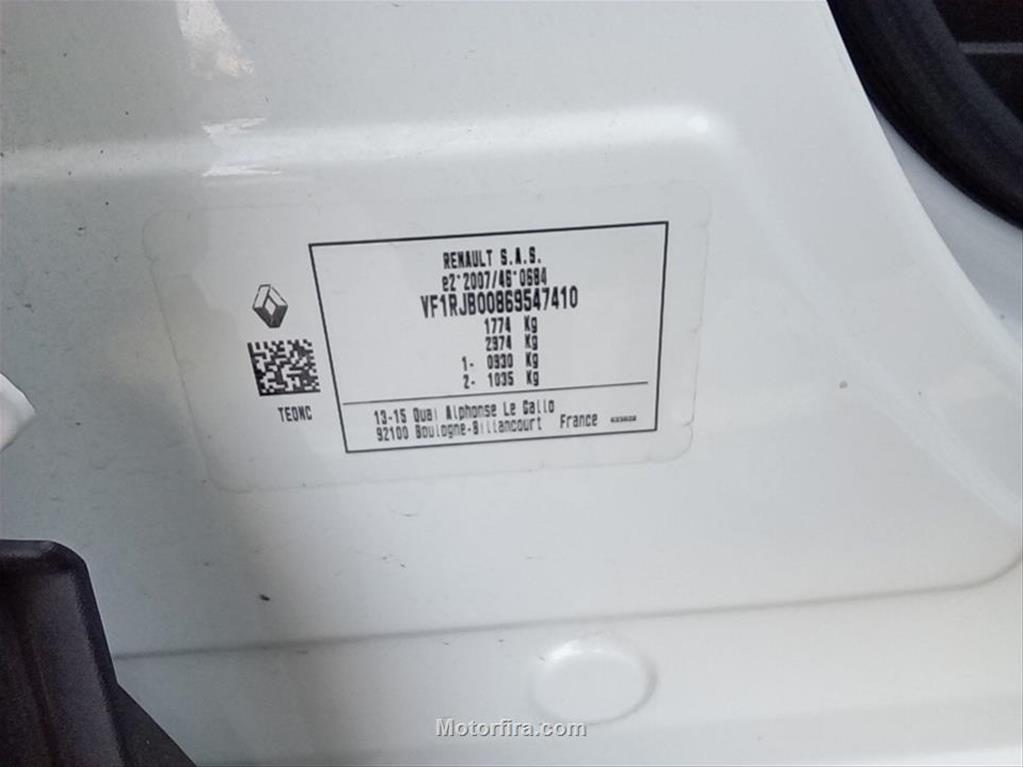 RENAULT S.A.S.
e2*2007/46*0684
VF1RJB00869547410
1774 Kg
2974 Kg
1- 0930 Kg
2- 1035 Kg
TEDNC
13-15 Quai Alphonse Le Gallo
92100 Boulogne-Billancourt France
Motorfira.com